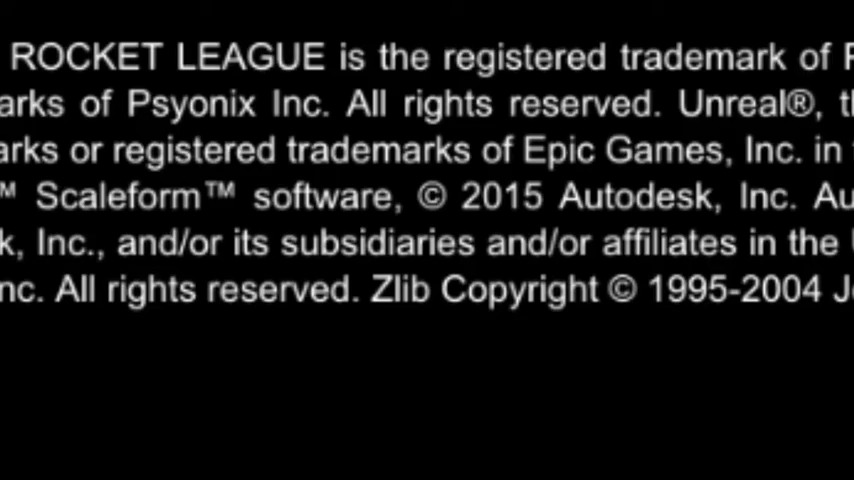 ROCKET LEAGUE is the registered trademark of
arks of Psyonix Inc. All rights reserved. Unreal®,
arks or registered trademarks of Epic Games, Inc. in
™ Scaleform™ software, © 2015 Autodesk, Inc.
k, Inc., and/or its subsidiaries and/or affiliates in the
nc. All rights reserved. Zlib Copyright © 1995-2004